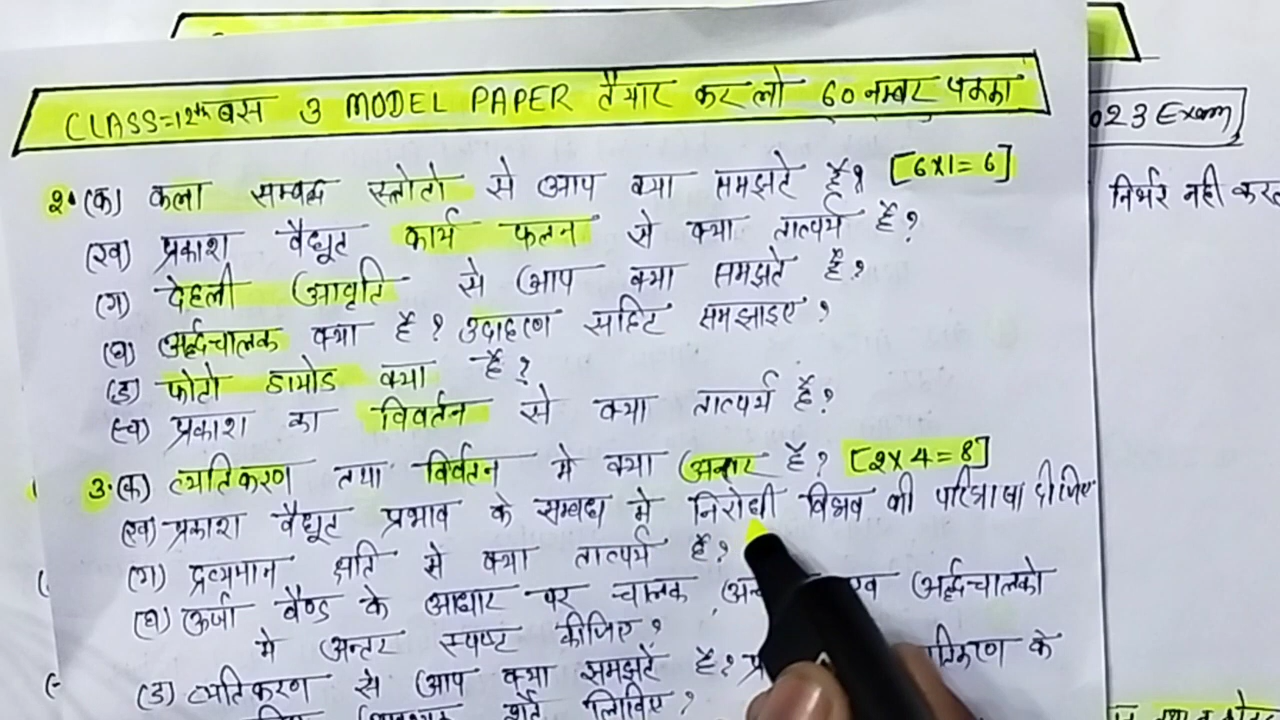 CLASS=12th बस 3 MODEL PAPER तैयार कर लो 60 नम्बर पक्का
023 Exam
2. (क) कला सम्बद्ध स्त्रोतो से आप क्या समझते है? [6x1=6]
निर्भर नही करत
(ख) प्रकाश वैद्युत कार्य फलन से क्या तात्पर्य है?
(ग) देहली आवृति से आप क्या समझते है?
(घ) अर्द्धचालक क्या है? उदाहरण सहित समझाइए?
(ङ) फोटो डायोड क्या है?
(च) प्रकाश का विवर्तन से क्या तात्पर्य है?
3. (क) व्यतिकरण तथा विर्वतन मे क्या अन्तर है? [2x4=8]
(ख) प्रकाश वैद्युत प्रभाव के सम्बंध मे निरोधी विभव की परिभाषा दीजिए
(ग) द्रव्यमान क्षति से क्या तात्पर्य है?
(घ) ऊर्जा बैण्ड के आधार पर चालक, अर्द्धचालको
मे अन्तर स्पष्ट कीजिए?
(ङ) व्यतिकरण से आप क्या समझते है? के
शर्ते लिखिए?